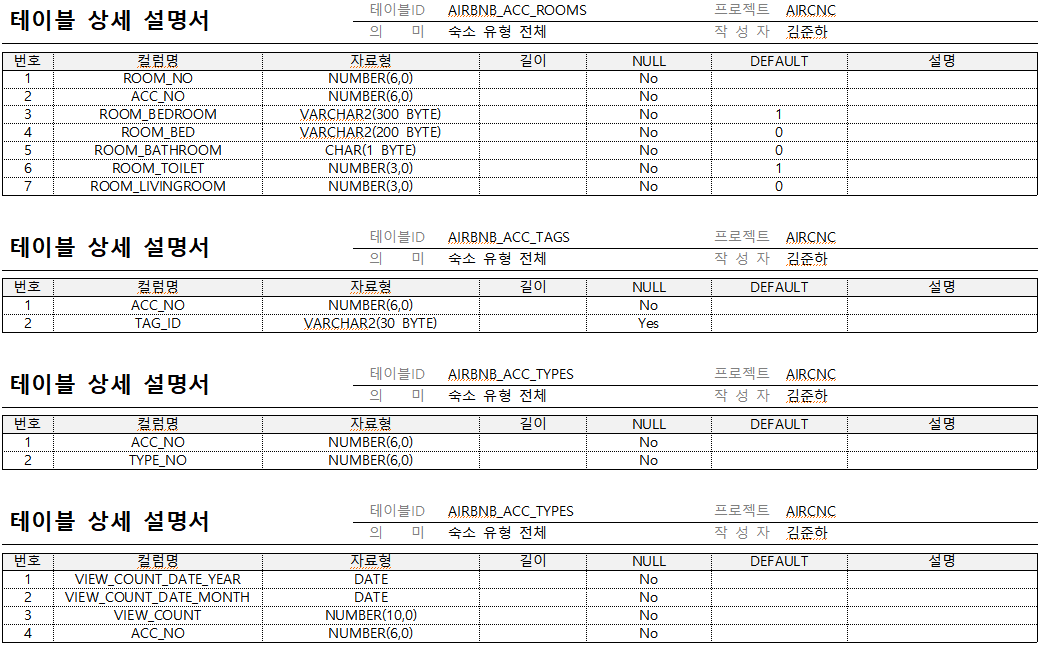 테이블 상세 설명서
테이블ID AIRBNB_ACC_ROOMS 프로젝트 AIRCNC
의 미 숙소 유형 전체 작 성 자 김준하
번호 컬럼명 자료형 길이 NULL DEFAULT 설명
1 ROOM_NO NUMBER(6,0) No
2 ACC_NO NUMBER(6,0) No
3 ROOM_BEDROOM VARCHAR2(300 BYTE) No 1
4 ROOM_BED VARCHAR2(200 BYTE) No 0
5 ROOM_BATHROOM CHAR(1 BYTE) No 0
6 ROOM_TOILET NUMBER(3,0) No 1
7 ROOM_LIVINGROOM NUMBER(3,0) No 0
테이블 상세 설명서
테이블ID AIRBNB_ACC_TAGS 프로젝트 AIRCNC
의 미 숙소 유형 전체 작 성 자 김준하
번호 컬럼명 자료형 길이 NULL DEFAULT 설명
1 ACC_NO NUMBER(6,0) No
2 TAG_ID VARCHAR2(30 BYTE) Yes
테이블 상세 설명서
테이블ID AIRBNB_ACC_TYPES 프로젝트 AIRCNC
의 미 숙소 유형 전체 작 성 자 김준하
번호 컬럼명 자료형 길이 NULL DEFAULT 설명
1 ACC_NO NUMBER(6,0) No
2 TYPE_NO NUMBER(6,0) No
테이블 상세 설명서
테이블ID AIRBNB_ACC_TYPES 프로젝트 AIRCNC
의 미 숙소 유형 전체 작 성 자 김준하
번호 컬럼명 자료형 길이 NULL DEFAULT 설명
1 VIEW_COUNT_DATE_YEAR DATE No
2 VIEW_COUNT_DATE_MONTH DATE No
3 VIEW_COUNT NUMBER(10,0) No
4 ACC_NO NUMBER(6,0) No